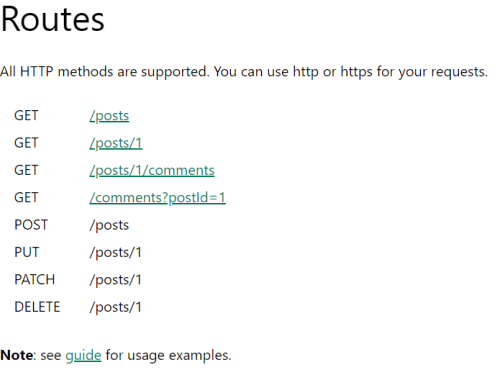 Routes
All HTTP methods are supported. You can use http or https for your requests.
GET /posts
GET /posts/1
GET /posts/1/comments
GET /comments?postId=1
POST /posts
PUT /posts/1
PATCH /posts/1
DELETE /posts/1
Note: see guide for usage examples.